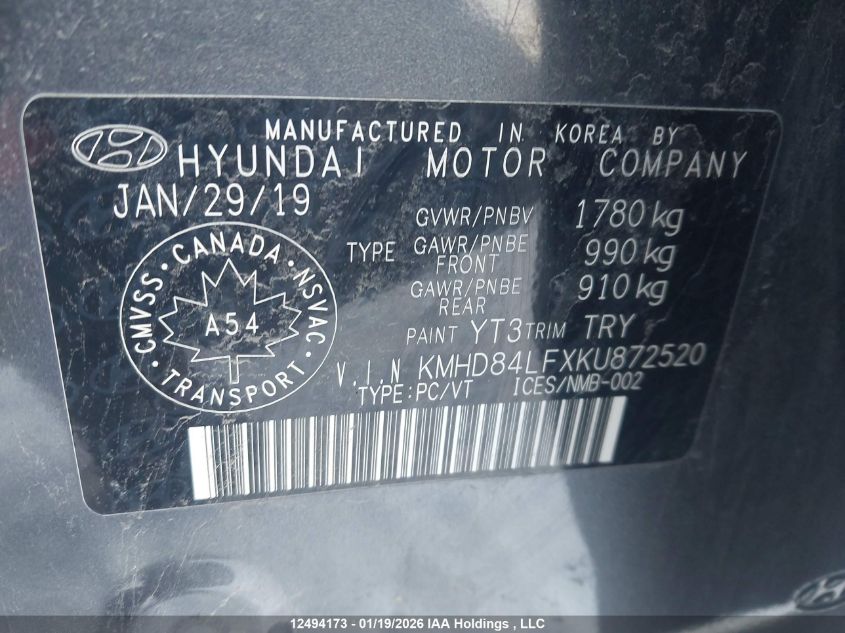 MANUFACTURED IN KOREA BY
HYUNDAI MOTOR COMPANY
JAN/29/19
GVWR/PNBV 1780 kg
TYPE GAWR/PNBE FRONT 990 kg
GAWR/PNBE REAR 910 kg
PAINT YT3 TRIM TRY
CMVSS · CANADA · NSVAC · TRANSPORT ·
A54
V.I.N KMHD84LFXKU872520
TYPE:PC/VT ICES/NMB-002
12494173 - 01/19/2026 IAA Holdings , LLC